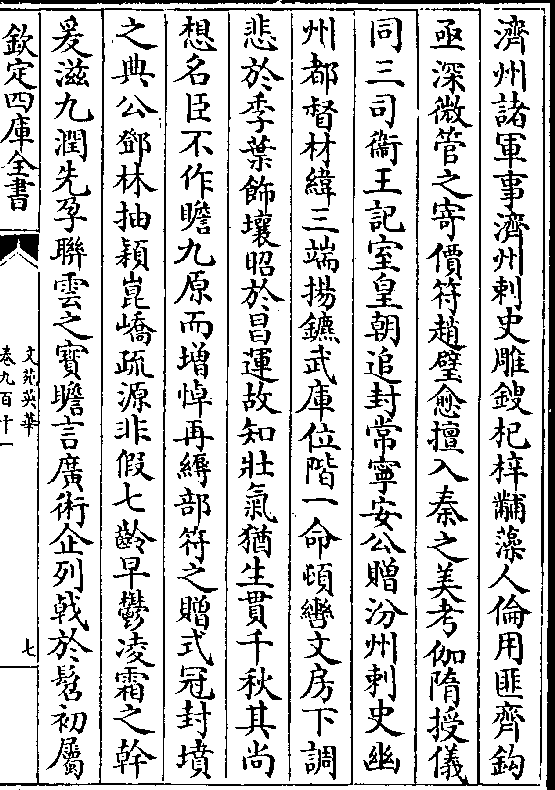 濟州諸軍事濟州刺史雕鎪杞梓黼藻人倫用匪齊鈎
亟深微管之寄價符趙璧愈擅入秦之美考伽隋授儀
同三司衞王記室皇朝追封常寧安公贈汾州刺史幽
州都督材緯三端揚鑣武庫位階一命頓轡文房下調
悲於季葉飾壤昭於昌運故知壯氣猶生貫千秋其尚
想名臣不作瞻九原而增悼再縟部符之贈式冠封墳
之典公鄧林抽頴崑嶠疏源非假七齡早鬱凌霜之幹
爰滋九潤先孕聯雲之寳瞻言廣術企列㦸於髫初屬
欽定四庫全書
文苑英華
卷九百十一
七